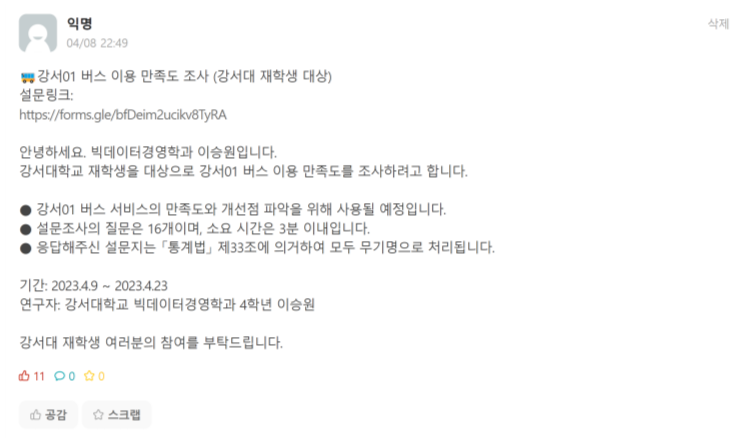 익명
삭제
04/08 22:49
강서01 버스 이용 만족도 조사 (강서대 재학생 대상)
설문링크:
https://forms.gle/bfDeim2ucikv8TyRA
안녕하세요. 빅데이터경영학과 이승원입니다.
강서대학교 재학생을 대상으로 강서01 버스 이용 만족도를 조사하려고 합니다.
● 강서01 버스 서비스의 만족도와 개선점 파악을 위해 사용될 예정입니다.
● 설문조사의 질문은 16개이며, 소요 시간은 3분 이내입니다.
● 응답해주신 설문지는 「통계법」 제33조에 의거하여 모두 무기명으로 처리됩니다.
기간: 2023.4.9 ~ 2023.4.23
연구자: 강서대학교 빅데이터경영학과 4학년 이승원
강서대 재학생 여러분의 참여를 부탁드립니다.
11 0 0
공감 스크랩